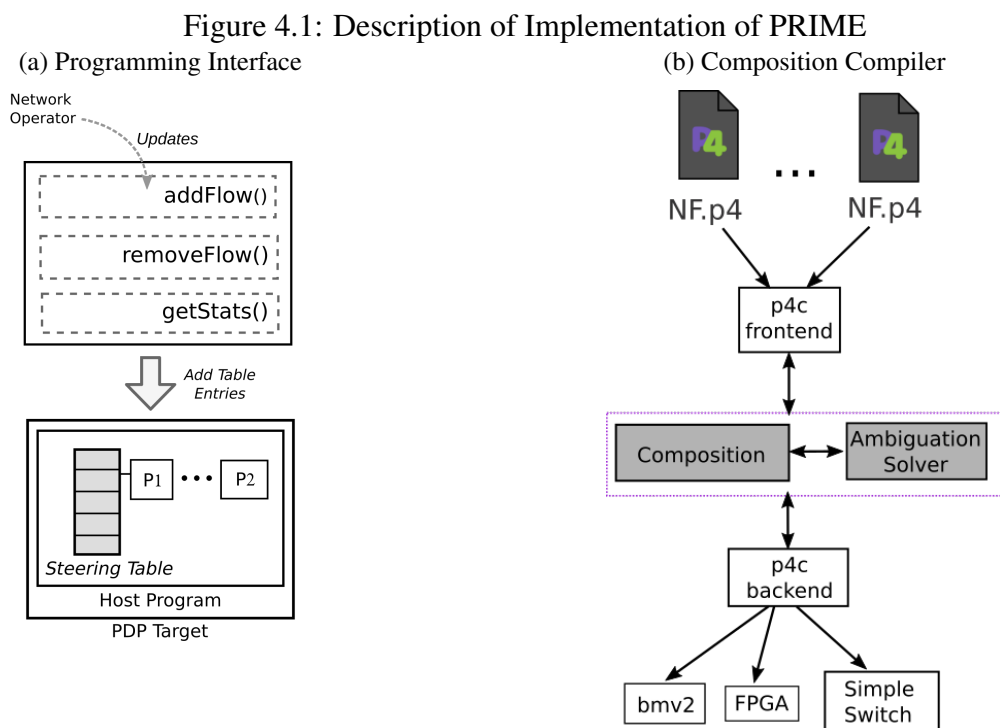 Figure 4.1: Description of Implementation of PRIME
(a) Programming Interface
Network
Operator
Updates
addFlow()
removeFlow()
getStats()
Add Table
Entries
P1
•••
P2
Steering Table
Host Program
PDP Target
(b) Composition Compiler
P4
...
P4
NF.p4
NF.p4
p4c
frontend
Composition
Ambiguation
Solver
p4c
backend
bmv2
FPGA
Simple
Switch